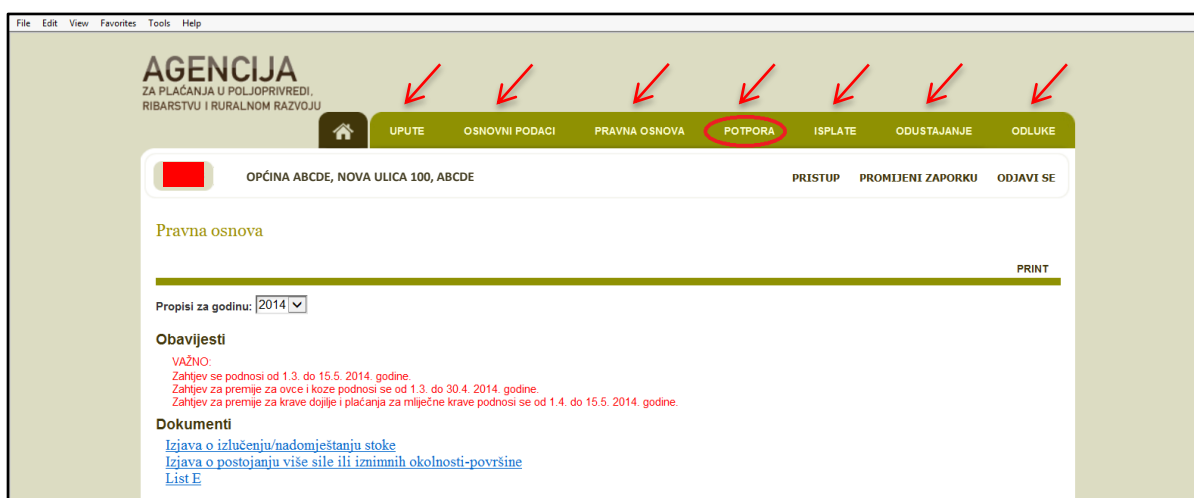 File Edit View Favorites Tools Help
AGENCIJA
ZA PLAĆANJA U POLJOPRIVREDI,
RIBARSTVU I RURALNOM RAZVOJU
UPUTE OSNOVNI PODACI PRAVNA OSNOVA POTPORA ISPLATE ODUSTAJANJE ODLUKE
OPĆINA ABCDE, NOVA ULICA 100, ABCDE PRISTUP PROMIJENI ZAPORKU ODJAVI SE
Pravna osnova
PRINT
Propisi za godinu: 2014
Obavijesti
VAŽNO:
Zahtjev se podnosi od 1.3. do 15.5. 2014. godine.
Zahtjev za premije za ovce i koze podnosi se od 1.3. do 30.4. 2014. godine.
Zahtjev za premije za krave dojilje i plaćanja za mliječne krave podnosi se od 1.4. do 15.5. 2014. godine.
Dokumenti
Izjava o izlučenju/nadomještanju stoke
Izjava o postojanju više sile ili iznimnih okolnosti-površine
List E